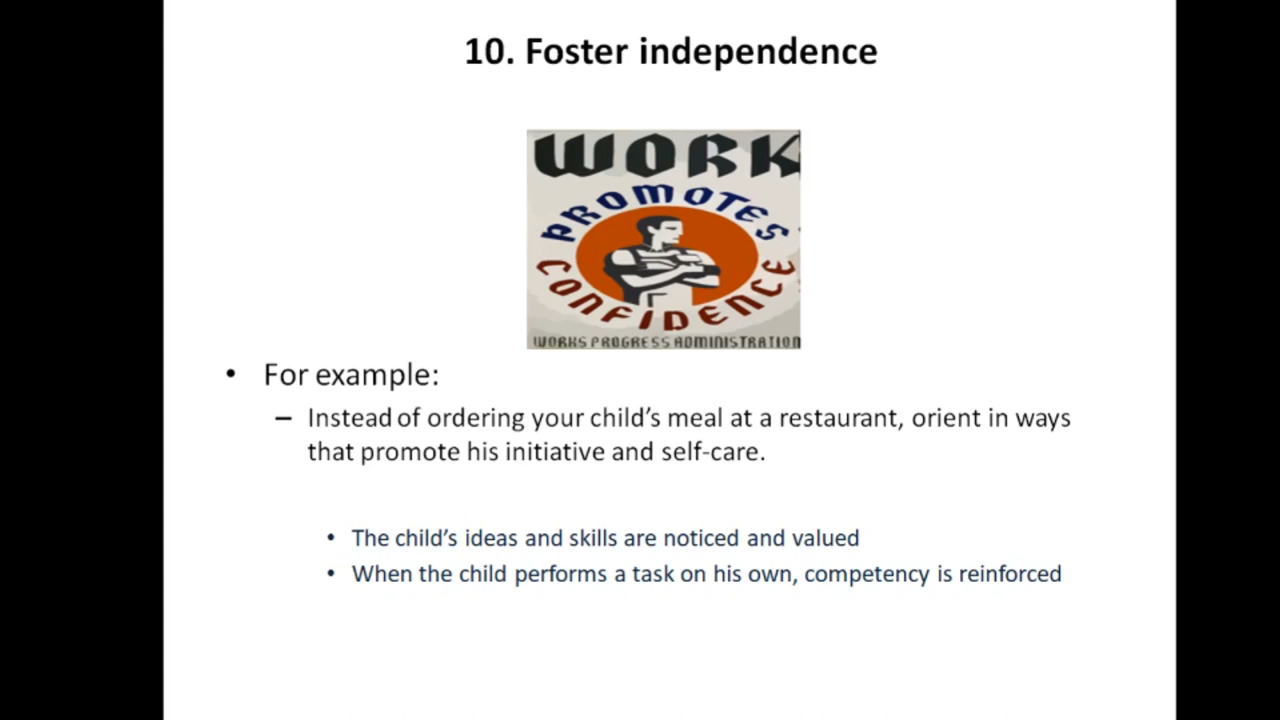 10. Foster independence
WORK
PROMOTES
CONFIDENCE
WORKS PROGRESS ADMINISTRATION
• For example:
– Instead of ordering your child’s meal at a restaurant, orient in ways
that promote his initiative and self-care.
• The child’s ideas and skills are noticed and valued
• When the child performs a task on his own, competency is reinforced